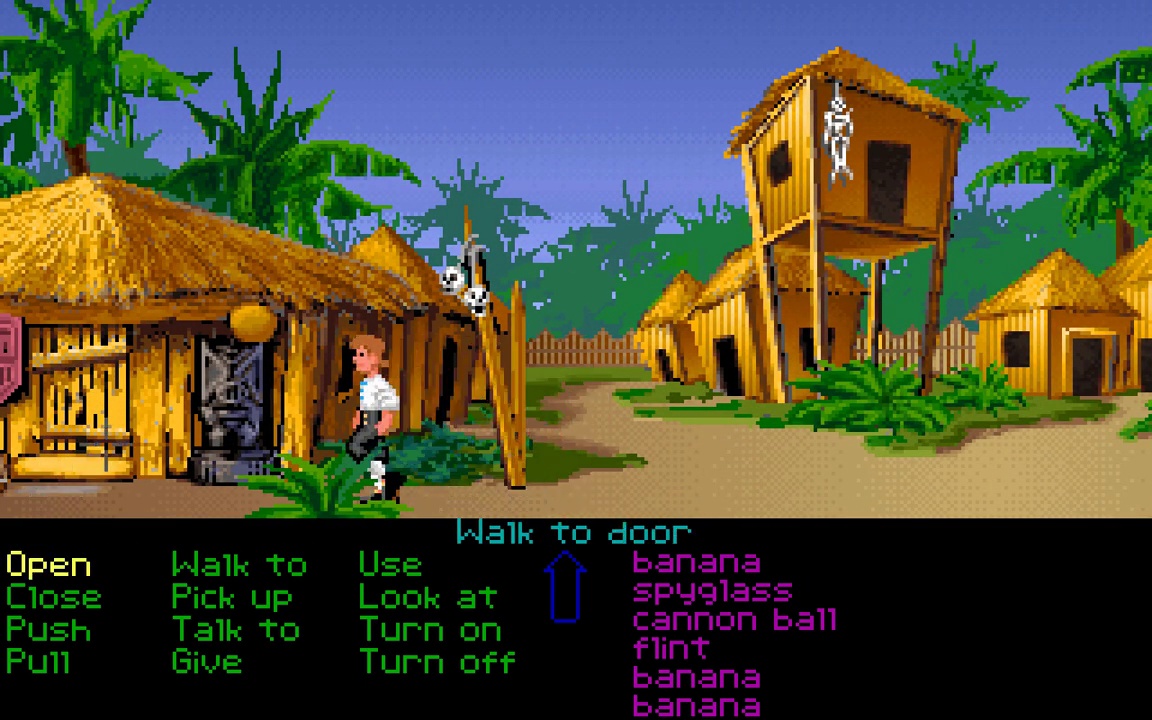 Walk to door
Open Walk to Use
Close Pick up Look at
Push Talk to Turn on
Pull Give Turn off
banana
spyglass
cannon ball
flint
banana
banana